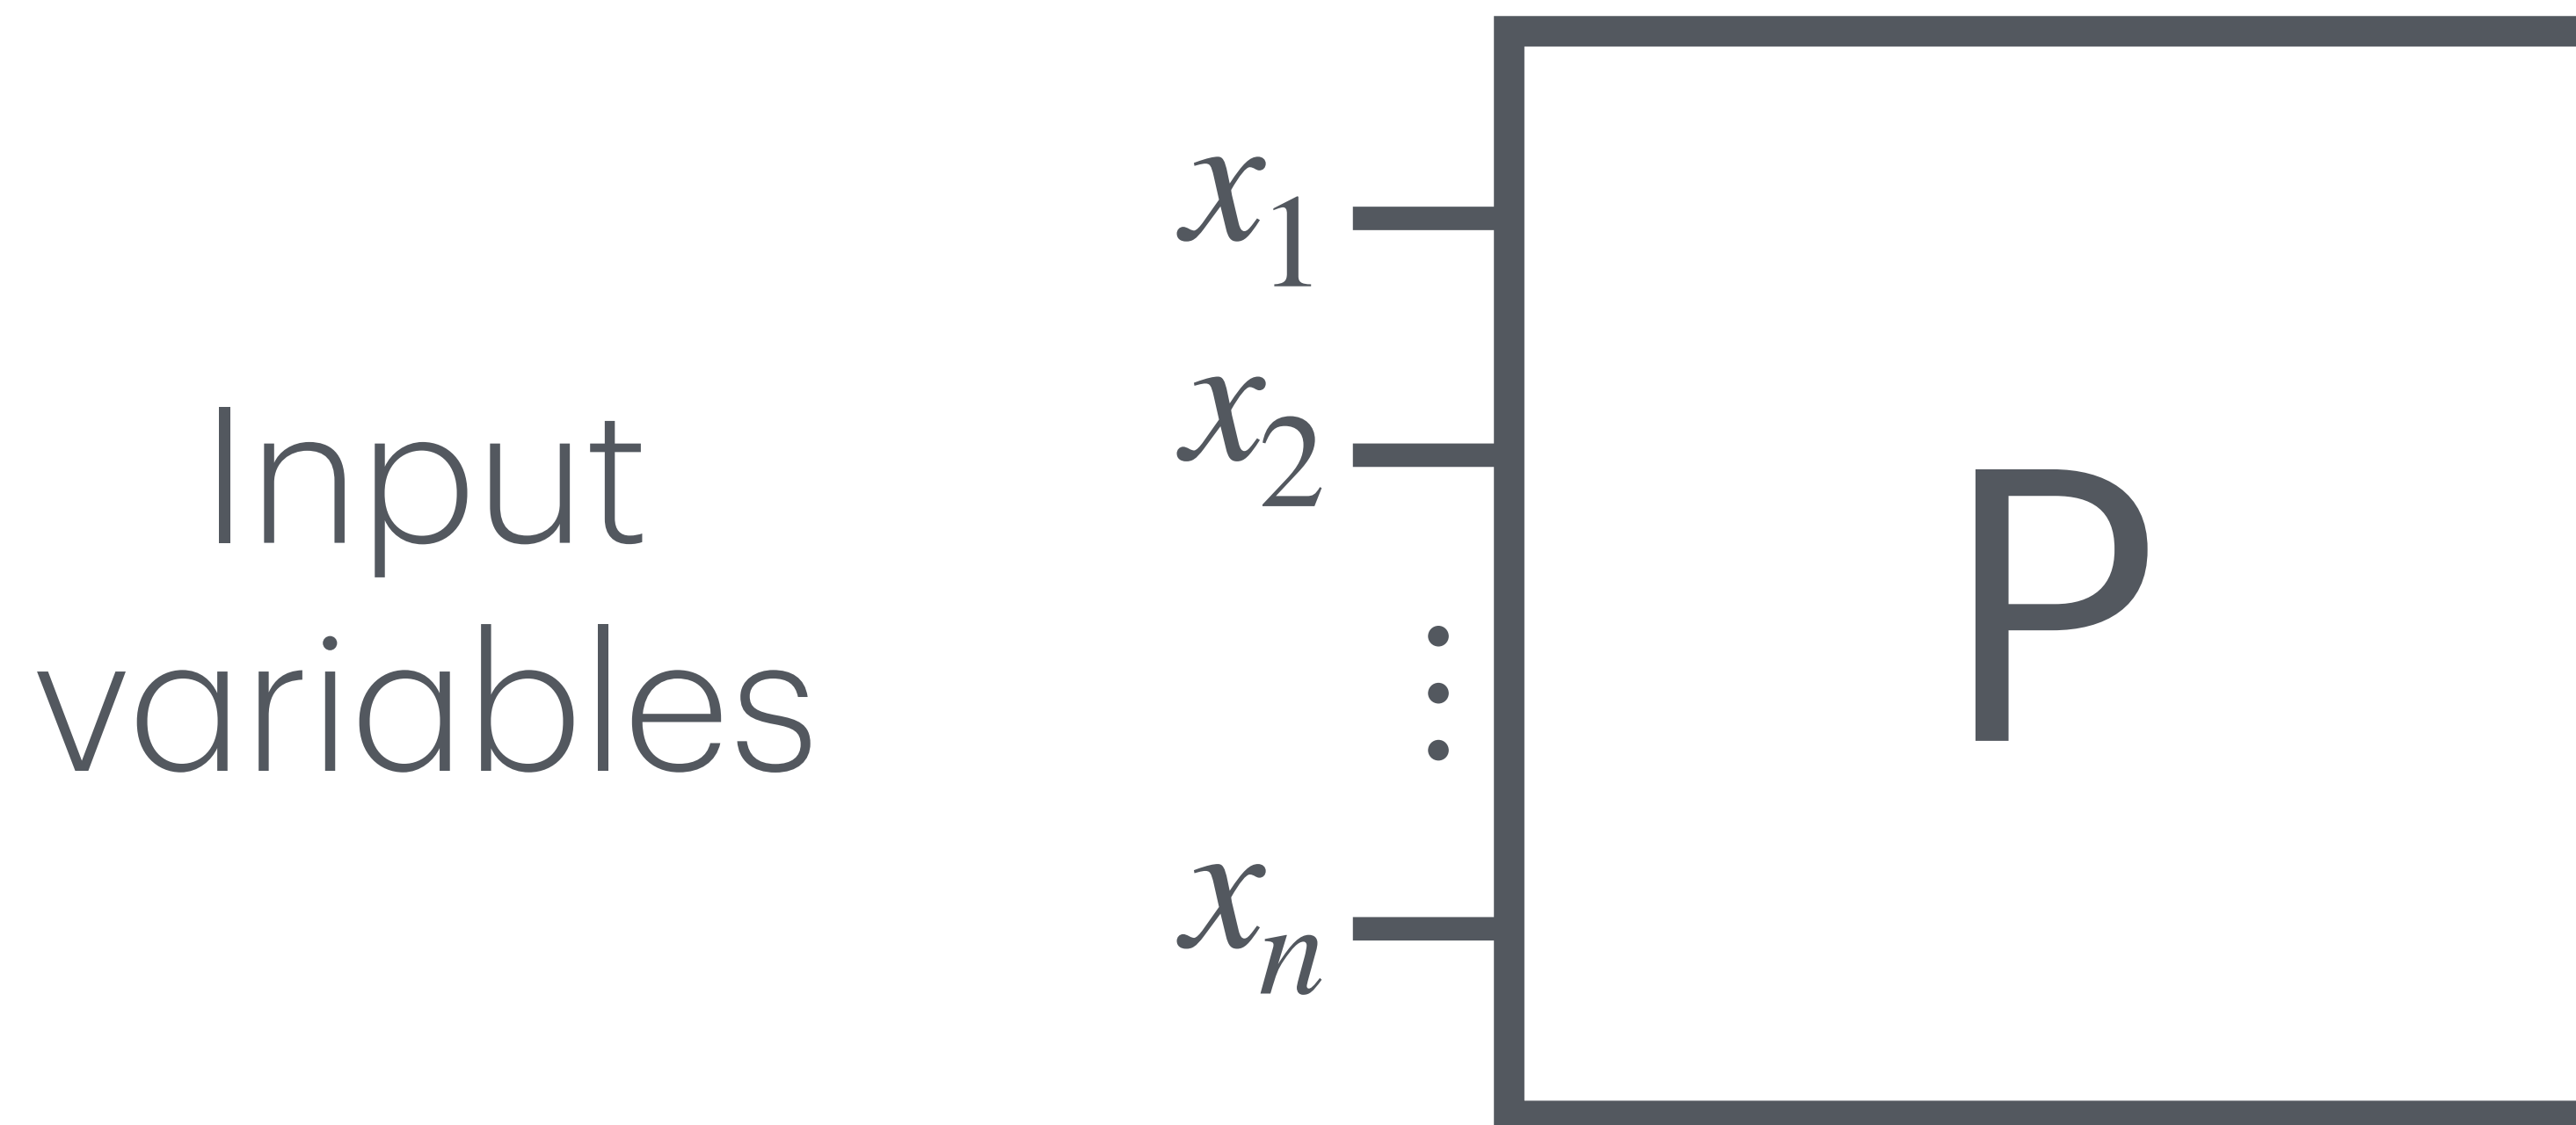 x₁
x₂
Input
P
variables
⋮
xₙ